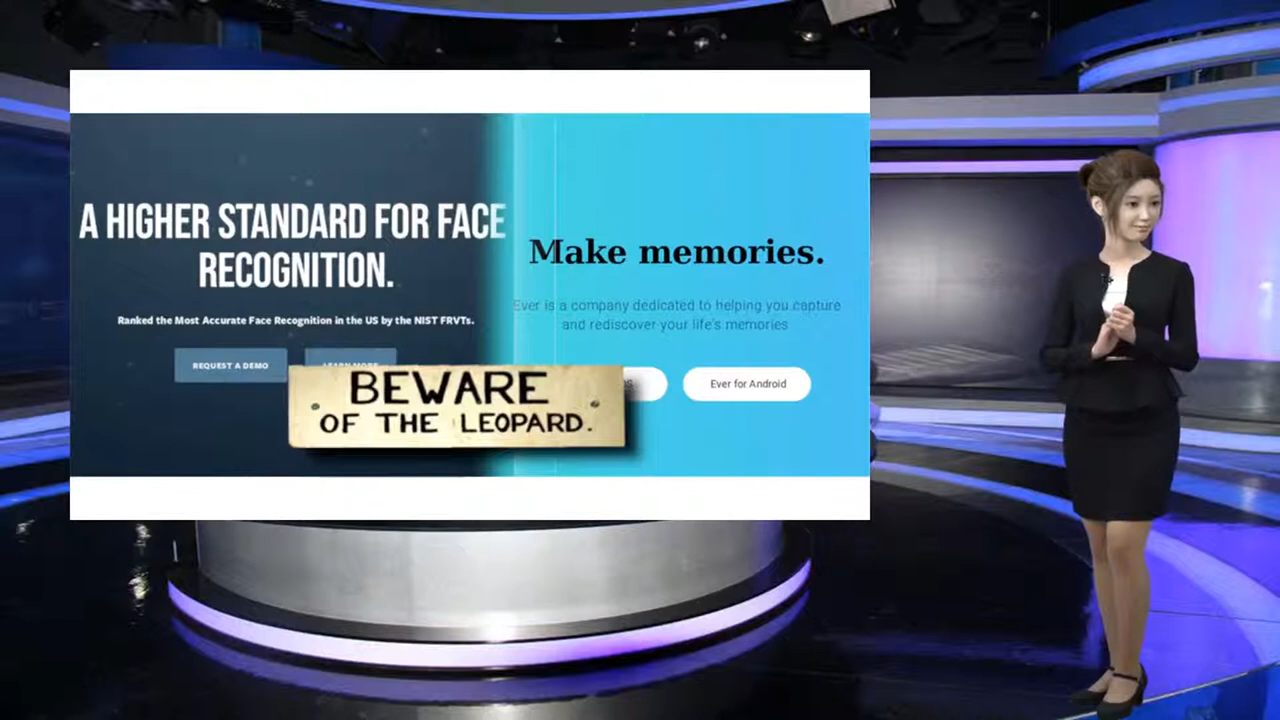 A HIGHER STANDARD FOR FACE
RECOGNITION.
Ranked the Most Accurate Face Recognition in the US by the NIST FRVTs.
REQUEST A DEMO
LEARN MORE
Make memories.
Ever is a company dedicated to helping you capture
and rediscover your life's memories
Ever for Android
BEWARE
OF THE LEOPARD.